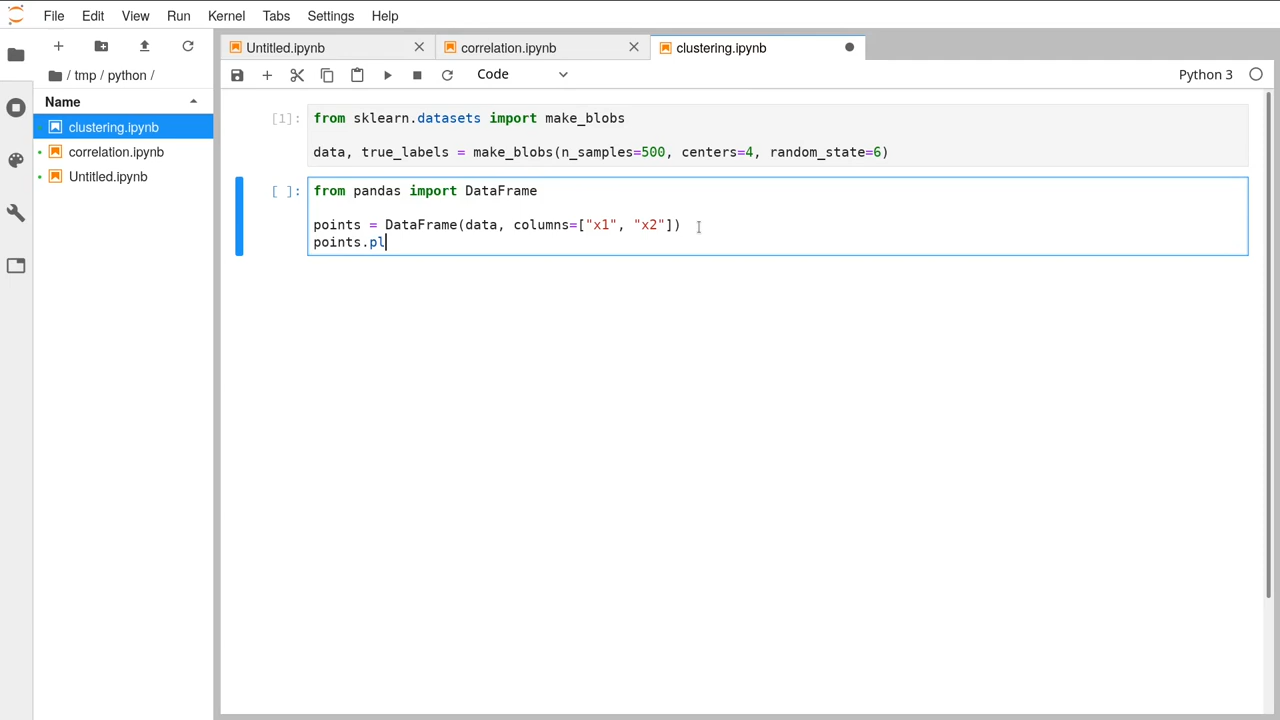 File Edit View Run Kernel Tabs Settings Help
Untitled.ipynb correlation.ipynb clustering.ipynb
/ tmp / python /
Code Python 3
Name
clustering.ipynb
correlation.ipynb
Untitled.ipynb
[1]: from sklearn.datasets import make_blobs
data, true_labels = make_blobs(n_samples=500, centers=4, random_state=6)
[ ]: from pandas import DataFrame
points = DataFrame(data, columns=["x1", "x2"])
points.pl